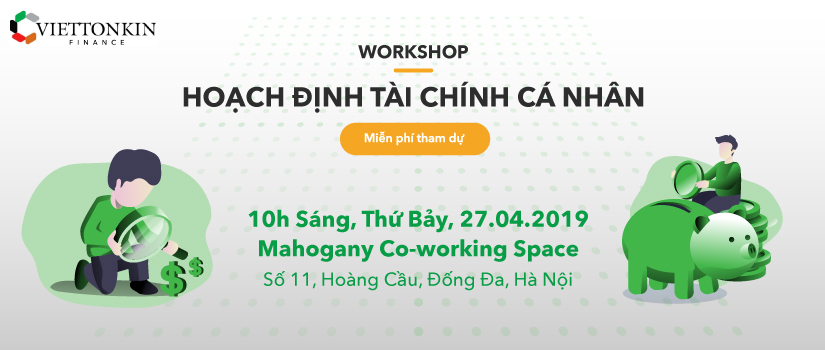 VIETTONKIN
FINANCE
WORKSHOP
HOẠCH ĐỊNH TÀI CHÍNH CÁ NHÂN
Miễn phí tham dự
10h Sáng, Thứ Bảy, 27.04.2019
Mahogany Co-working Space
Số 11, Hoàng Cầu, Đống Đa, Hà Nội
$ $